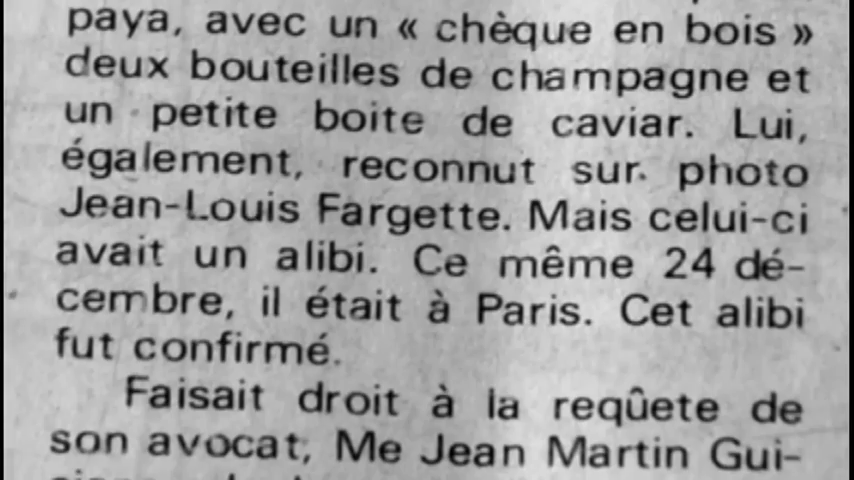 paya, avec un « chèque en bois »
deux bouteilles de champagne et
un petite boite de caviar. Lui,
également, reconnut sur photo
Jean-Louis Fargette. Mais celui-ci
avait un alibi. Ce même 24 dé-
cembre, il était à Paris. Cet alibi
fut confirmé.
Faisait droit à la reqûete de
son avocat, Me Jean Martin Gui-